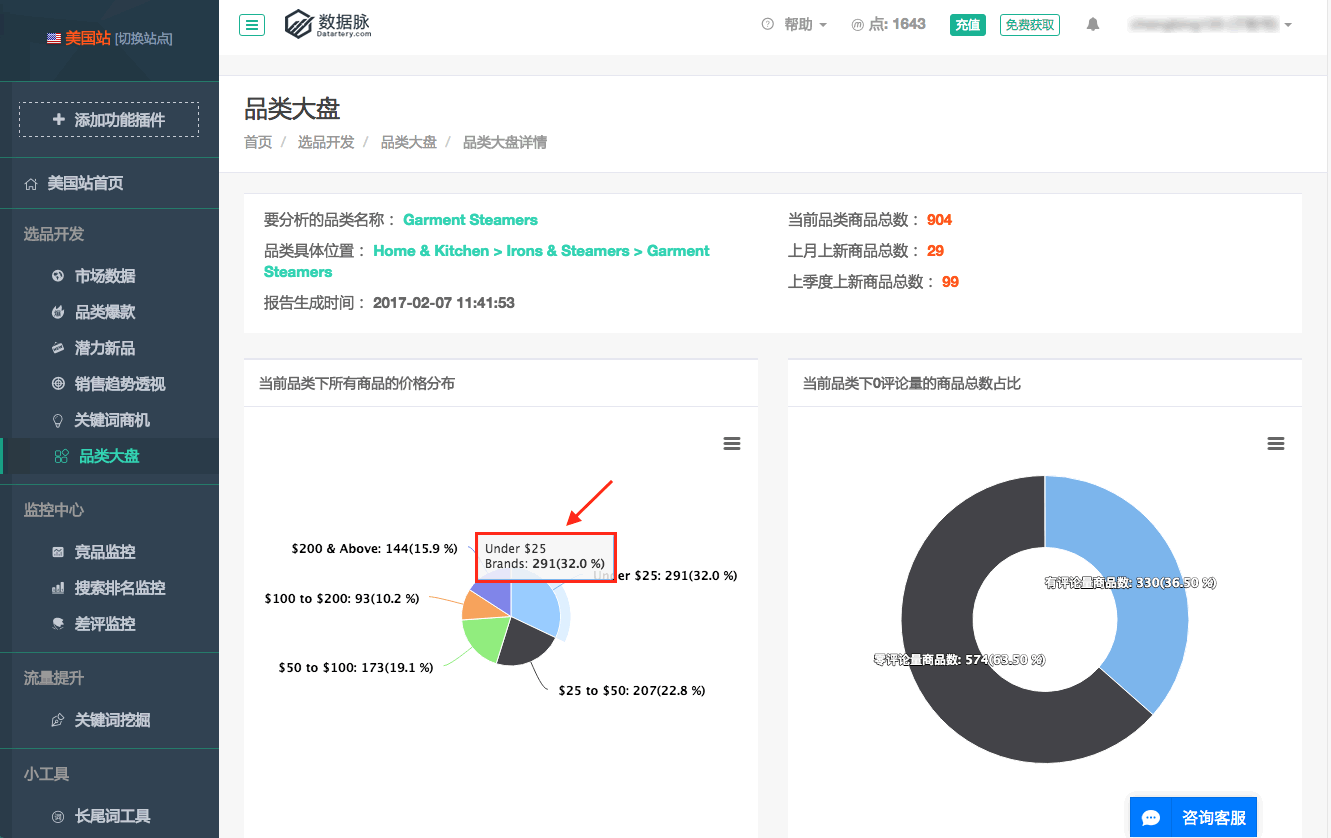 美国站 [切换站点]
添加功能插件
美国站首页
选品开发
市场数据
品类爆款
潜力新品
销售趋势透视
关键词商机
品类大盘
监控中心
竞品监控
搜索排名监控
差评监控
流量提升
关键词挖掘
小工具
长尾词工具
数据脉
Datartery.com
帮助
点: 1643
充值
免费获取
品类大盘
首页 / 选品开发 / 品类大盘 / 品类大盘详情
要分析的品类名称: Garment Steamers
品类具体位置: Home & Kitchen > Irons & Steamers > Garment
Steamers
报告生成时间: 2017-02-07 11:41:53
当前品类商品总数: 904
上月上新商品总数: 29
上季度上新商品总数: 99
当前品类下所有商品的价格分布
$200 & Above: 144(15.9 %)
Under $25
Brands: 291(32.0 %)
Under $25: 291(32.0 %)
$100 to $200: 93(10.2 %)
$50 to $100: 173(19.1 %)
$25 to $50: 207(22.8 %)
当前品类下0评论量的商品总数占比
有评论量商品数: 330(36.50 %)
零评论量商品数: 574(63.50 %)
咨询客服